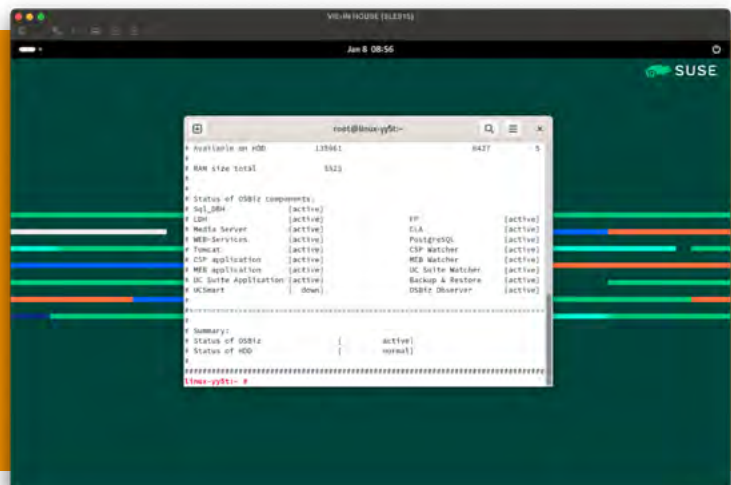 VIE-IN HOUSE (SLES15)
Jan 8 08:56
SUSE
root@linux-yy5t:~
# Available on HDD 135961 8427 5
#
# RAM size total 5523
#
#
# Status of OSBiz components:
# Sql_DBH [active]
# LDH [active] FP [active]
# Media Server [active] CLA [active]
# WEB-Services [active] PostgreSQL [active]
# Tomcat [active] CSP Watcher [active]
# CSP application [active] MEB Watcher [active]
# MEB application [active] UC Suite Watcher [active]
# UC Suite Application [active] Backup & Restore [active]
# UCSmart [ down] OSBiz Observer [active]
#
#
# Summary:
# Status of OSBiz [ active]
# Status of HDD [ normal]
#
linux-yy5t:~ #